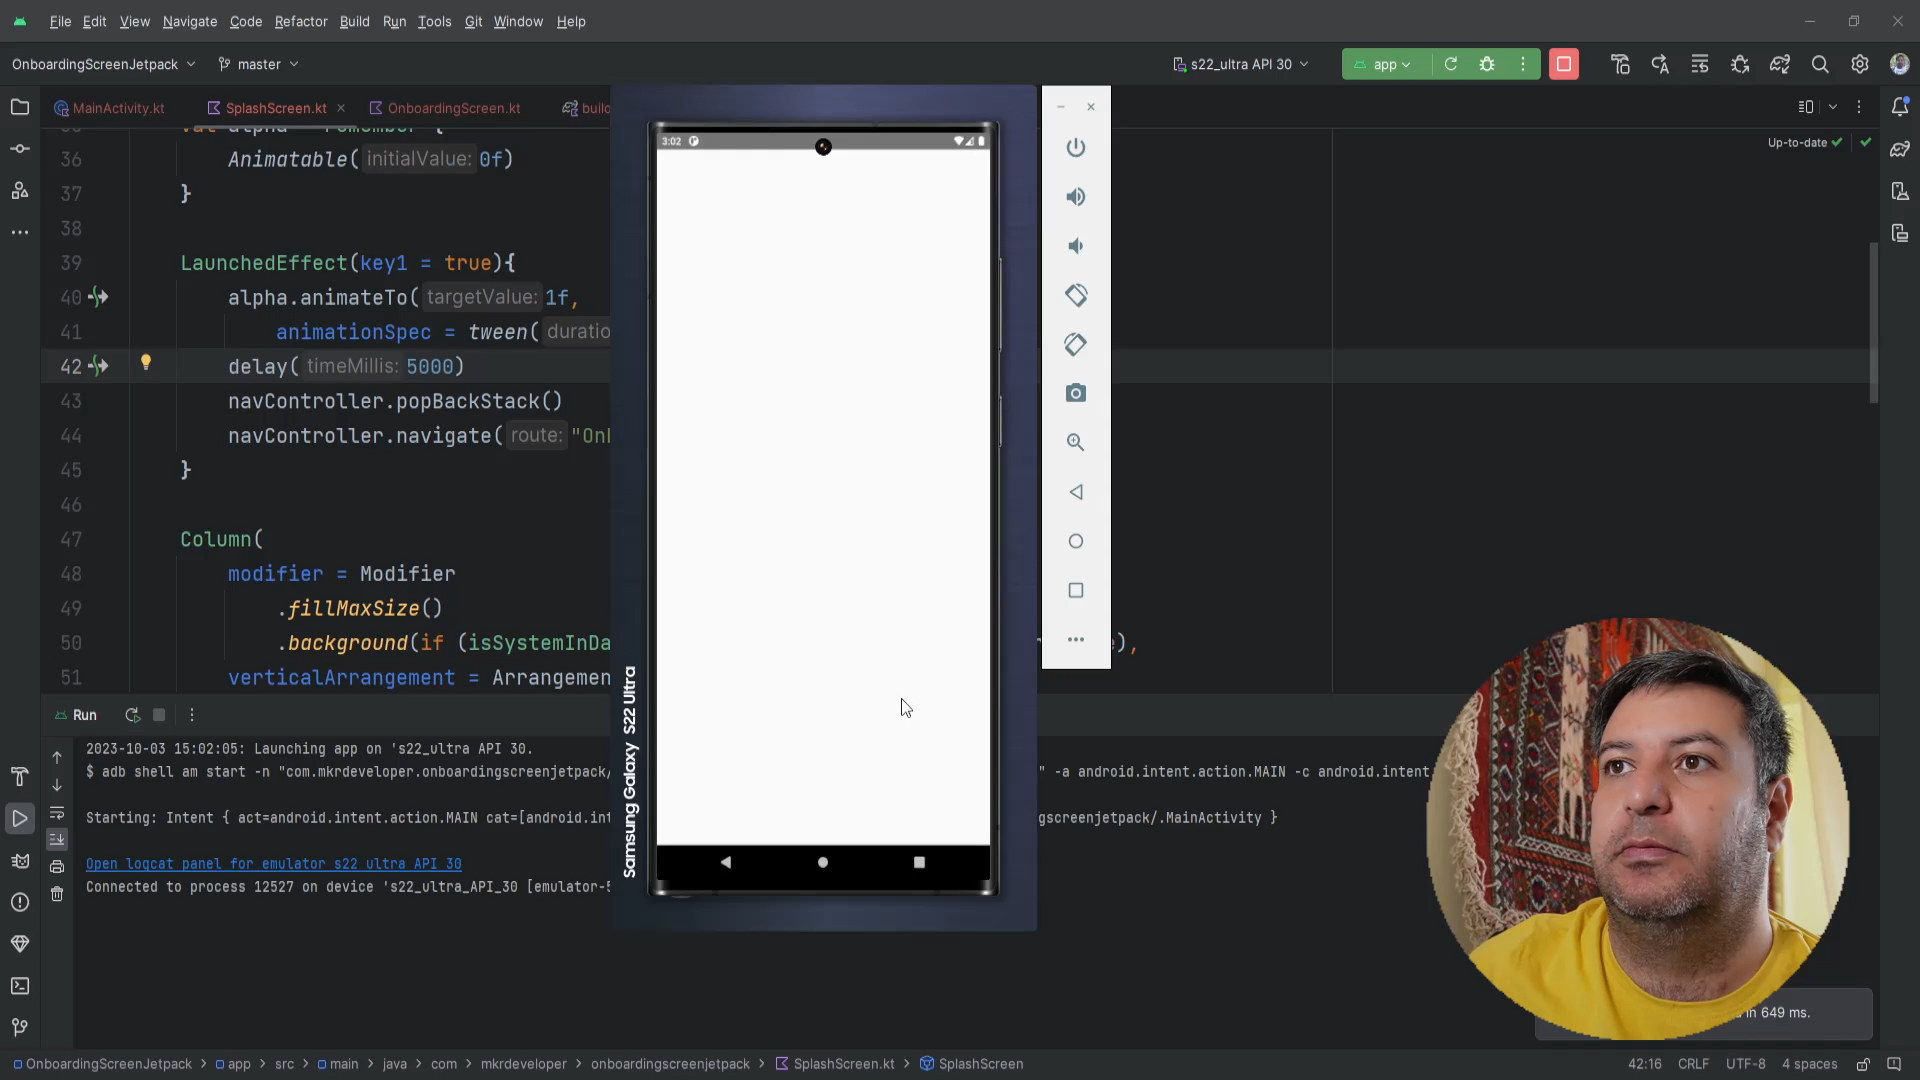 File Edit View Navigate Code Refactor Build Run Tools Git Window Help
OnboardingScreenJetpack master s22_ultra API 30 app
MainActivity.kt SplashScreen.kt OnboardingScreen.kt
Up-to-date
3:02
36 Animatable( initialValue: 0f)
37 }
38
39 LaunchedEffect(key1 = true){
40 alpha.animateTo( targetValue: 1f,
41 animationSpec = tween(
42 delay( timeMillis: 5000)
43 navController.popBackStack()
44 navController.navigate( route:
45 }
46
47 Column(
48 modifier = Modifier
49 .fillMaxSize()
50 .background(if (isSystemInDa ),
51 verticalArrangement = Arrangemen
Samsung Galaxy S22 Ultra
Run
2023-10-03 15:02:05: Launching app on 's22_ultra API 30.
$ adb shell am start -n "com.mkrdeveloper.onboardingscreenjetpack/ " -a android.intent.action.MAIN -c android.intent
Starting: Intent { act=android.intent.action.MAIN cat=[android.int gscreenjetpack/.MainActivity }
Open logcat panel for emulator s22 ultra API 30
Connected to process 12527 on device 's22_ultra_API_30 [emulator-5
in 649 ms.
OnboardingScreenJetpack app src main java com mkrdeveloper onboardingscreenjetpack SplashScreen.kt SplashScreen 42:16 CRLF UTF-8 4 spaces